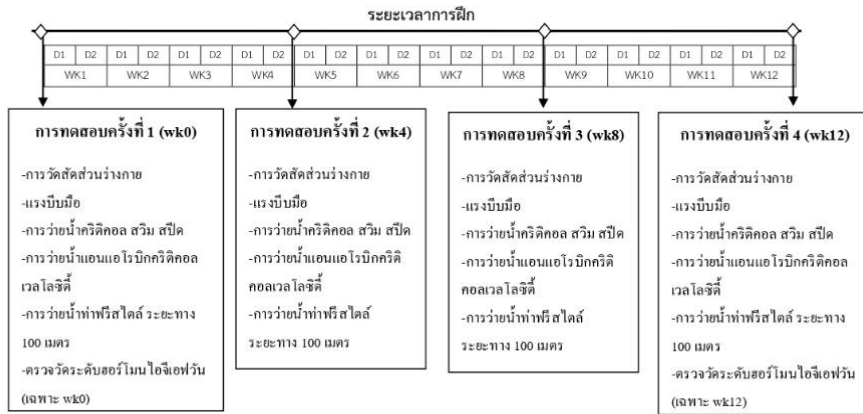 ระยะเวลาการฝึก
D1 D2 D1 D2 D1 D2 D1 D2 D1 D2 D1 D2 D1 D2 D1 D2 D1 D2 D1 D2 D1 D2 D1 D2
WK1 WK2 WK3 WK4 WK5 WK6 WK7 WK8 WK9 WK10 WK11 WK12
การทดสอบครั้งที่ 1 (wk0)
-การวัดสัดส่วนร่างกาย
-แรงบีบมือ
-การว่ายน้ำคริติคอล สวิม สปีด
-การว่ายน้ำแอนแอโรบิกคริติคอล
เวลโลซิตี้
-การว่ายน้ำท่าฟรีสไตล์ ระยะทาง
100 เมตร
-ตรวจวัดระดับฮอร์โมนไอจีเอฟวัน
(เฉพาะ wk0)
การทดสอบครั้งที่ 2 (wk4)
-การวัดสัดส่วนร่างกาย
-แรงบีบมือ
-การว่ายน้ำคริติคอล สวิม สปีด
-การว่ายน้ำแอนแอโรบิกคริติ
คอลเวลโลซิตี้
-การว่ายน้ำท่าฟรีสไตล์
ระยะทาง 100 เมตร
การทดสอบครั้งที่ 3 (wk8)
-การวัดสัดส่วนร่างกาย
-แรงบีบมือ
-การว่ายน้ำคริติคอล สวิม สปีด
-การว่ายน้ำแอนแอโรบิกคริติ
คอลเวลโลซิตี้
-การว่ายน้ำท่าฟรีสไตล์
ระยะทาง 100 เมตร
การทดสอบครั้งที่ 4 (wk12)
-การวัดสัดส่วนร่างกาย
-แรงบีบมือ
-การว่ายน้ำคริติคอล สวิม สปีด
-การว่ายน้ำแอนแอโรบิกคริติคอล
เวลโลซิตี้
-การว่ายน้ำท่าฟรีสไตล์ ระยะทาง
100 เมตร
-ตรวจวัดระดับฮอร์โมนไอจีเอฟวัน
(เฉพาะ wk12)